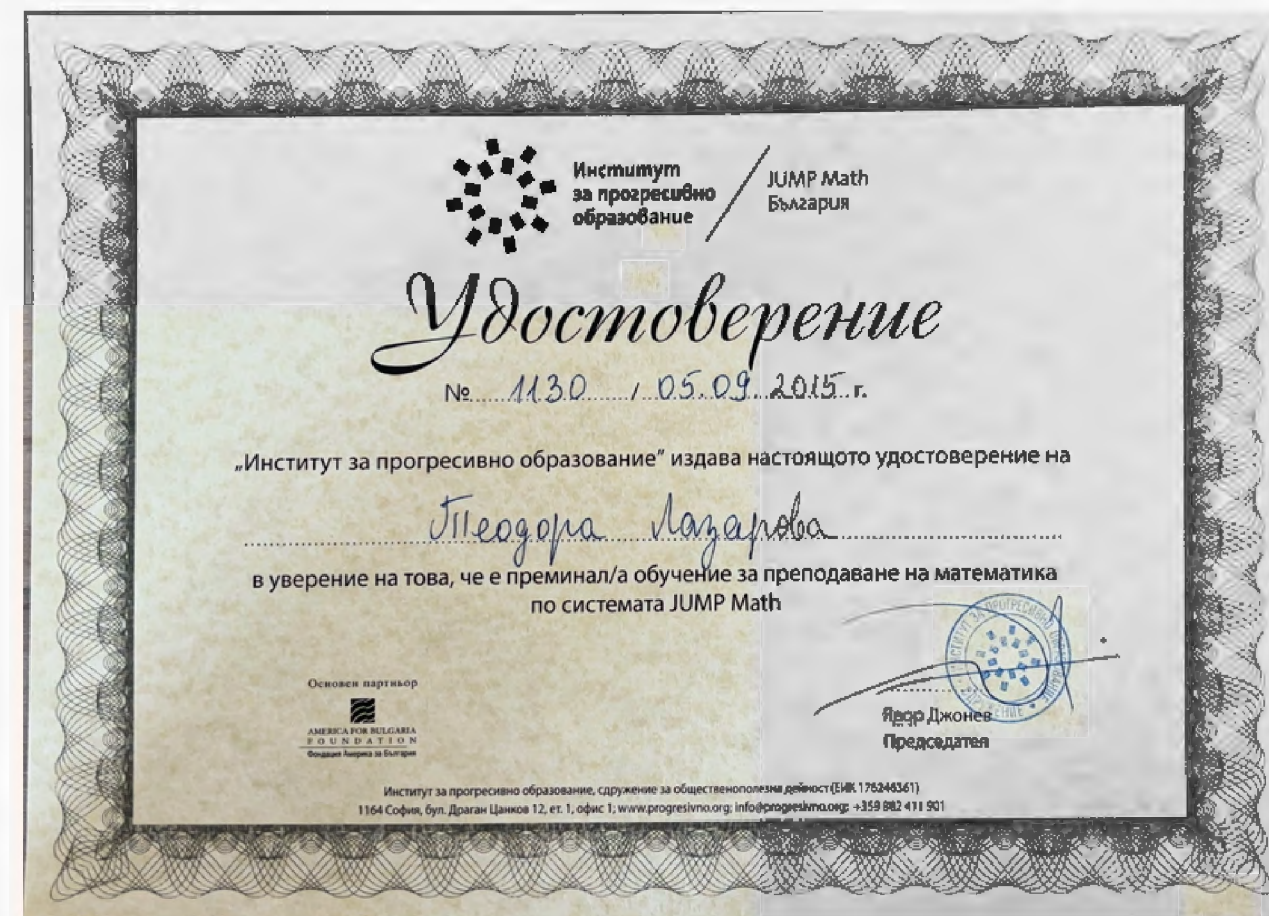 Институт
за прогресивно
образование
JUMP Math
България
Удостоверение
№ 1130 / 05.09.2015 г.
„Институт за прогресивно образование” издава настоящото удостоверение на
Теодора Лазарова
в уверение на това, че е преминал/а обучение за преподаване на математика
по системата JUMP Math
Основен партньор
AMERICA FOR BULGARIA
FOUNDATION
Фондация Америка за България
Явор Джонев
Председател
Институт за прогресивно образование, сдружение за общественополезна дейност (ЕИК 176246361)
1164 София, бул. Драган Цанков 12, ет. 1, офис 1; www.progresivno.org; info@progresivno.org; +359 882 471 901